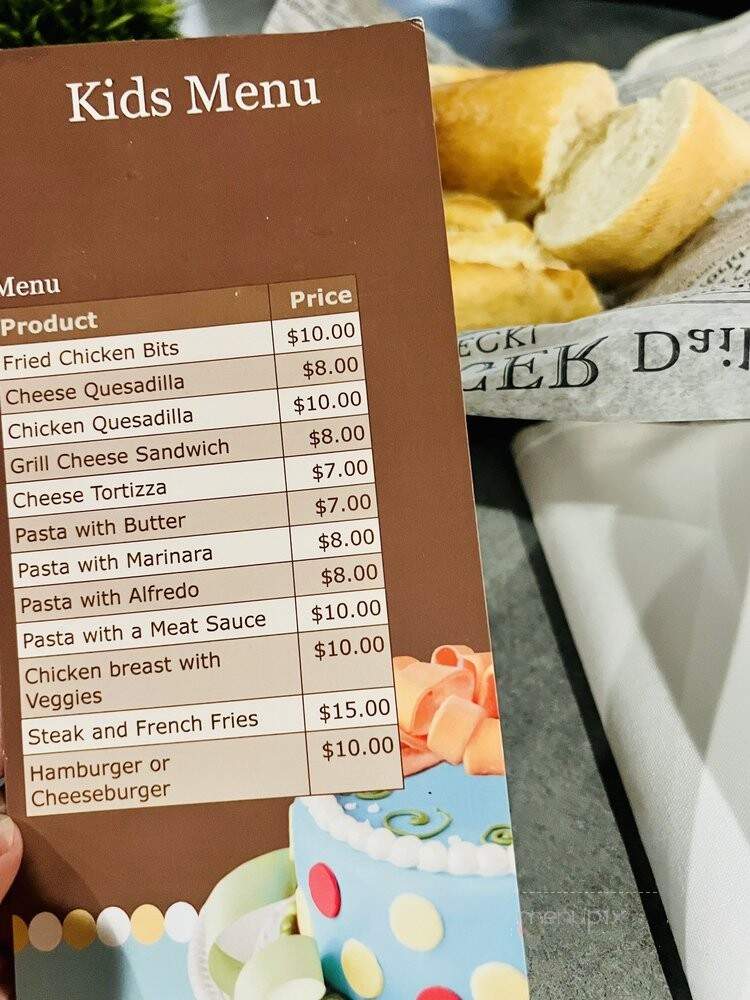 Kids Menu
Menu
Product Price
Fried Chicken Bits $10.00
Cheese Quesadilla $8.00
Chicken Quesadilla $10.00
Grill Cheese Sandwich $8.00
Cheese Tortizza $7.00
Pasta with Butter $7.00
Pasta with Marinara $8.00
Pasta with Alfredo $8.00
Pasta with a Meat Sauce $10.00
Chicken breast with $10.00
Veggies
Steak and French Fries $15.00
Hamburger or $10.00
Cheeseburger
menupix